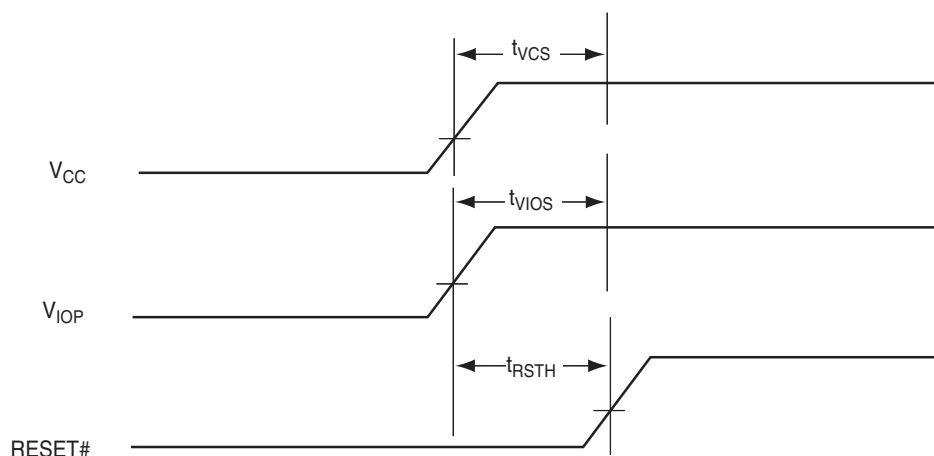 tVCS
VCC
tVIOS
VIOP
tRSTH
RESET#